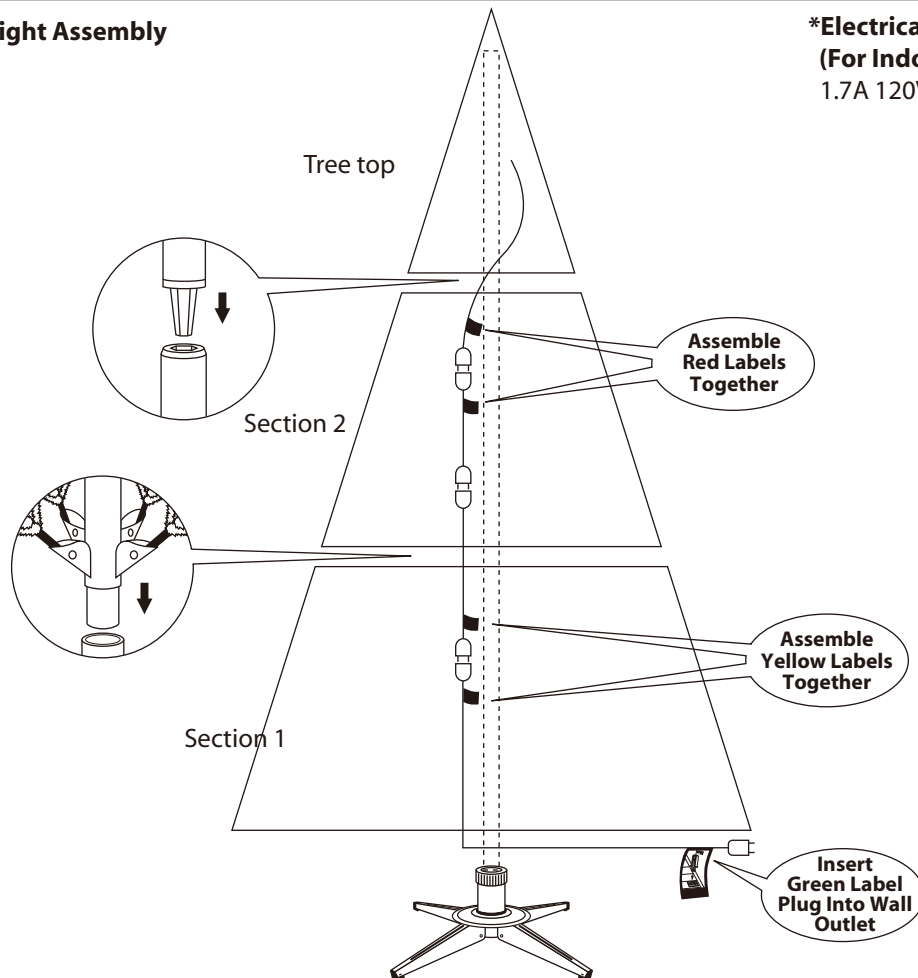 ight Assembly
*Electrica
(For Indo
1.7A 120V
Tree top
Assemble
Red Labels
Together
Section 2
Assemble
Yellow Labels
Together
Section 1
Insert
Green Label
Plug Into Wall
Outlet